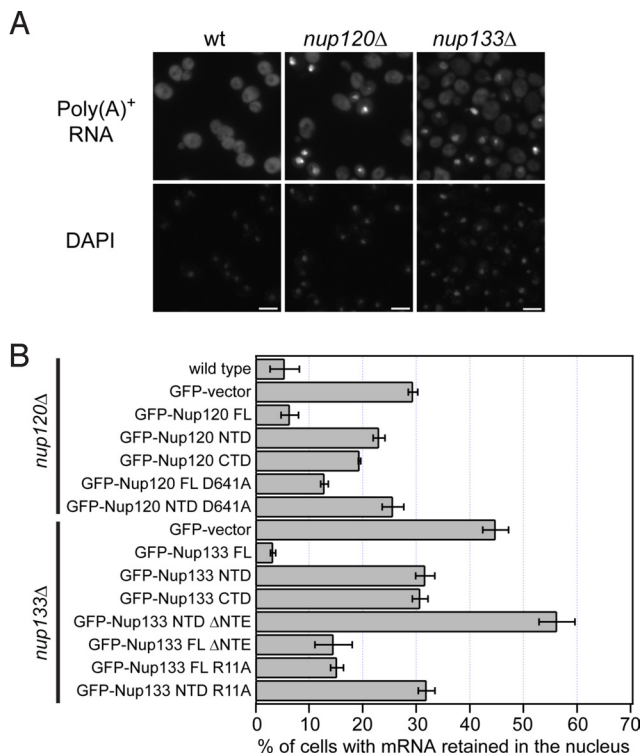 A
wt nup120Δ nup133Δ
Poly(A)+
RNA
DAPI
B
nup120Δ
wild type
GFP-vector
GFP-Nup120 FL
GFP-Nup120 NTD
GFP-Nup120 CTD
GFP-Nup120 FL D641A
GFP-Nup120 NTD D641A
nup133Δ
GFP-vector
GFP-Nup133 FL
GFP-Nup133 NTD
GFP-Nup133 CTD
GFP-Nup133 NTD ΔNTE
GFP-Nup133 FL ΔNTE
GFP-Nup133 FL R11A
GFP-Nup133 NTD R11A
0 10 20 30 40 50 60 70
% of cells with mRNA retained in the nucleus